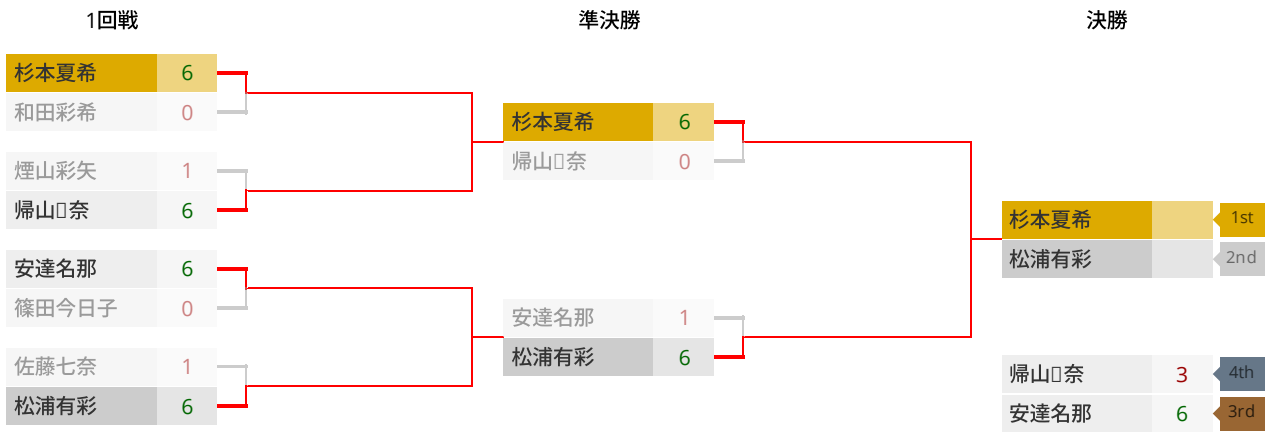 1回戦
準決勝
決勝
杉本夏希 6
和田彩希 0
煙山彩矢 1
帰山▯奈 6
安達名那 6
篠田今日子 0
佐藤七奈 1
松浦有彩 6
杉本夏希 6
帰山▯奈 0
安達名那 1
松浦有彩 6
杉本夏希 1st
松浦有彩 2nd
帰山▯奈 3 4th
安達名那 6 3rd